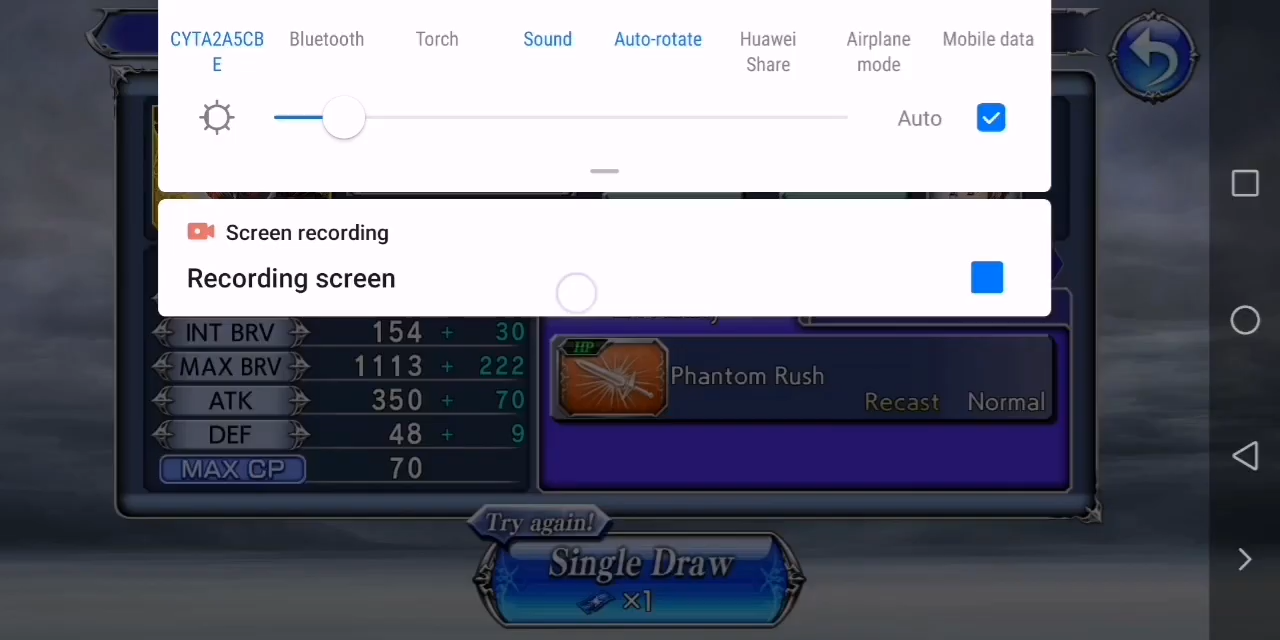 CYTA2A5CB
E
Bluetooth
Torch
Sound
Auto-rotate
Huawei
Share
Airplane
mode
Mobile data
Auto
Screen recording
Recording screen
INT BRV 154 + 30
MAX BRV 1113 + 222
ATK 350 + 70
DEF 48 + 9
MAX CP 70
HP
Phantom Rush
Recast Normal
Try again!
Single Draw
×1